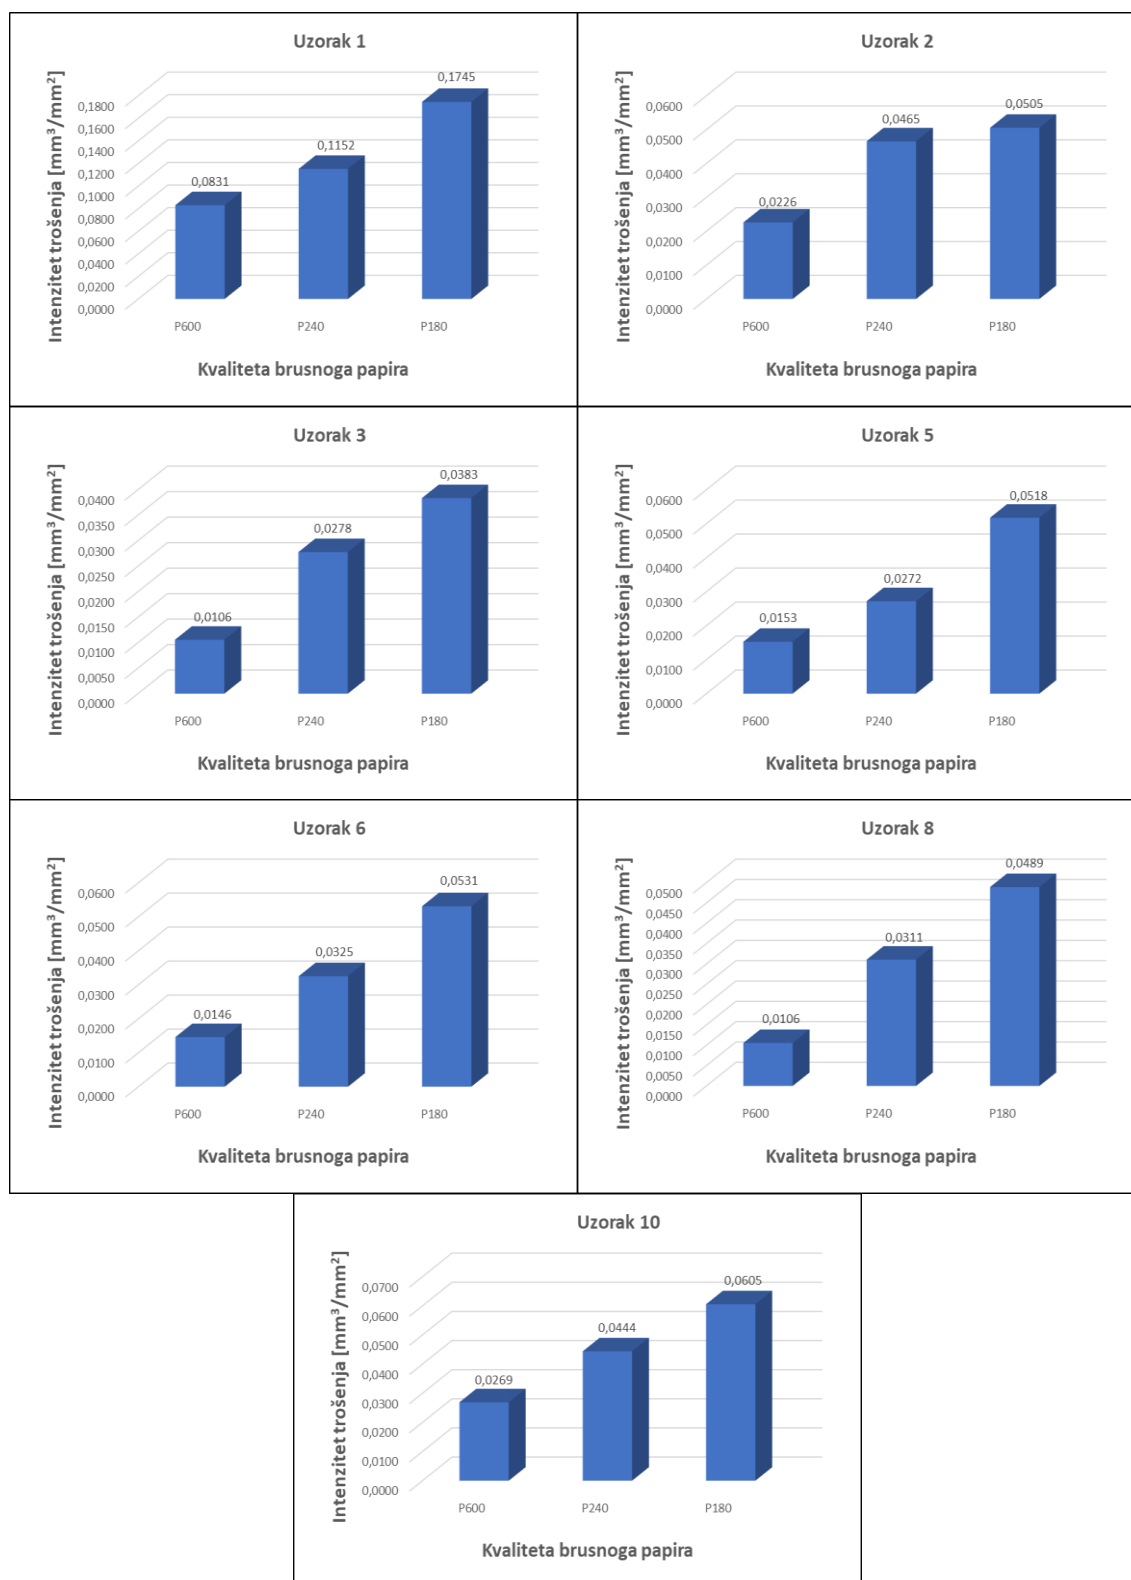 Uzorak 1
Intenzitet trošenja [mm³/mm²]
0,1800
0,1600
0,1400
0,1200
0,1000
0,0800
0,0600
0,0400
0,0200
0,0000
0,0831
0,1152
0,1745
P600 P240 P180
Kvaliteta brusnoga papira
Uzorak 2
Intenzitet trošenja [mm³/mm²]
0,0600
0,0500
0,0400
0,0300
0,0200
0,0100
0,0000
0,0226
0,0465
0,0505
P600 P240 P180
Kvaliteta brusnoga papira
Uzorak 3
Intenzitet trošenja [mm³/mm²]
0,0400
0,0350
0,0300
0,0250
0,0200
0,0150
0,0100
0,0050
0,0000
0,0106
0,0278
0,0383
P600 P240 P180
Kvaliteta brusnoga papira
Uzorak 5
Intenzitet trošenja [mm³/mm²]
0,0600
0,0500
0,0400
0,0300
0,0200
0,0100
0,0000
0,0153
0,0272
0,0518
P600 P240 P180
Kvaliteta brusnoga papira
Uzorak 6
Intenzitet trošenja [mm³/mm²]
0,0600
0,0500
0,0400
0,0300
0,0200
0,0100
0,0000
0,0146
0,0325
0,0531
P600 P240 P180
Kvaliteta brusnoga papira
Uzorak 8
Intenzitet trošenja [mm³/mm²]
0,0500
0,0450
0,0400
0,0350
0,0300
0,0250
0,0200
0,0150
0,0100
0,0050
0,0000
0,0106
0,0311
0,0489
P600 P240 P180
Kvaliteta brusnoga papira
Uzorak 10
Intenzitet trošenja [mm³/mm²]
0,0700
0,0600
0,0500
0,0400
0,0300
0,0200
0,0100
0,0000
0,0269
0,0444
0,0605
P600 P240 P180
Kvaliteta brusnoga papira